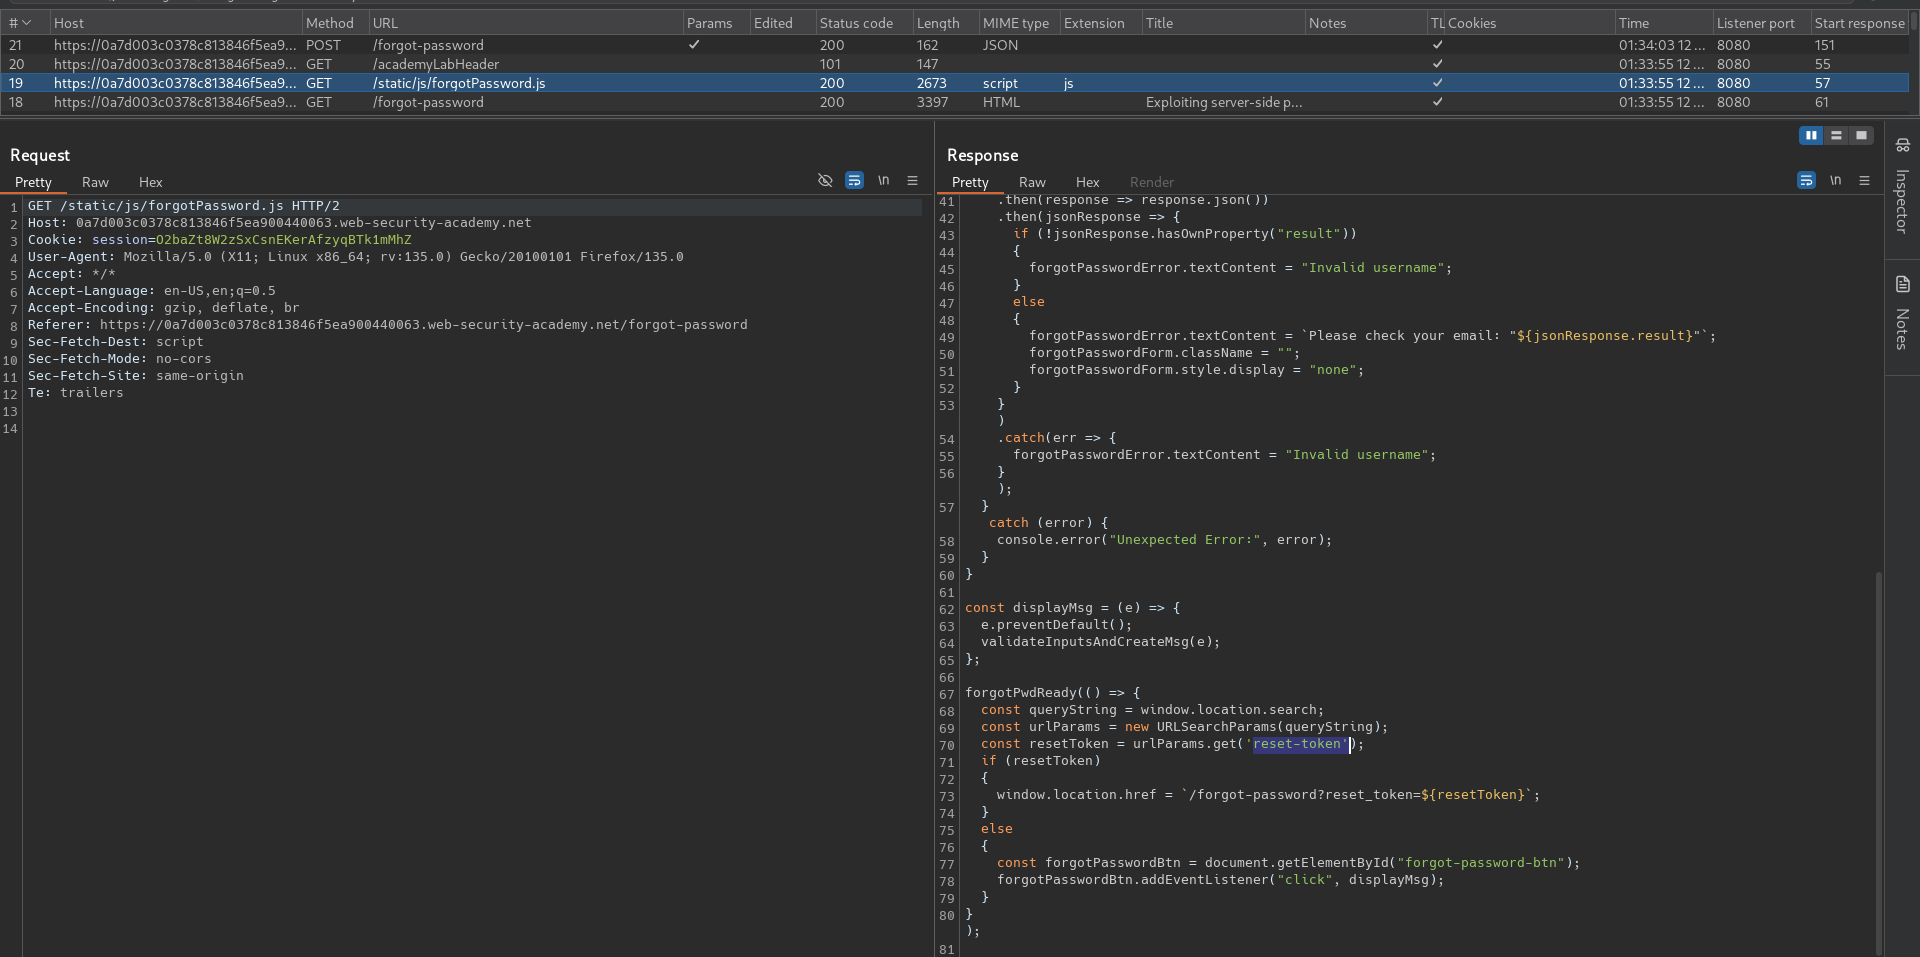 # Host Method URL Params Edited Status code Length MIME type Extension Title Notes TL Cookies Time Listener port Start response
21 https://0a7d003c0378c813846f5ea9... POST /forgot-password ✓ 200 162 JSON ✓ 01:34:03 12 ... 8080 151
20 https://0a7d003c0378c813846f5ea9... GET /academyLabHeader 101 147 ✓ 01:33:55 12 ... 8080 55
19 https://0a7d003c0378c813846f5ea9... GET /static/js/forgotPassword.js 200 2673 script js ✓ 01:33:55 12 ... 8080 57
18 https://0a7d003c0378c813846f5ea9... GET /forgot-password 200 3397 HTML Exploiting server-side p... ✓ 01:33:55 12 ... 8080 61
Request
Pretty Raw Hex \n
1 GET /static/js/forgotPassword.js HTTP/2
2 Host: 0a7d003c0378c813846f5ea900440063.web-security-academy.net
3 Cookie: session=O2baZt8W2zSxCsnEKerAfzyqBTk1mMhZ
4 User-Agent: Mozilla/5.0 (X11; Linux x86_64; rv:135.0) Gecko/20100101 Firefox/135.0
5 Accept: */*
6 Accept-Language: en-US,en;q=0.5
7 Accept-Encoding: gzip, deflate, br
8 Referer: https://0a7d003c0378c813846f5ea900440063.web-security-academy.net/forgot-password
9 Sec-Fetch-Dest: script
10 Sec-Fetch-Mode: no-cors
11 Sec-Fetch-Site: same-origin
12 Te: trailers
13
14
Response
Pretty Raw Hex Render \n
41 .then(response => response.json())
42 .then(jsonResponse => {
43 if (!jsonResponse.hasOwnProperty("result"))
44 {
45 forgotPasswordError.textContent = "Invalid username";
46 }
47 else
48 {
49 forgotPasswordError.textContent = `Please check your email: "${jsonResponse.result}"`;
50 forgotPasswordForm.className = "";
51 forgotPasswordForm.style.display = "none";
52 }
53 }
)
54 .catch(err => {
55 forgotPasswordError.textContent = "Invalid username";
56 }
);
57 }
catch (error) {
58 console.error("Unexpected Error:", error);
59 }
60 }
61
62 const displayMsg = (e) => {
63 e.preventDefault();
64 validateInputsAndCreateMsg(e);
65 };
66
67 forgotPwdReady(() => {
68 const queryString = window.location.search;
69 const urlParams = new URLSearchParams(queryString);
70 const resetToken = urlParams.get('reset-token');
71 if (resetToken)
72 {
73 window.location.href = `/forgot-password?reset_token=${resetToken}`;
74 }
75 else
76 {
77 const forgotPasswordBtn = document.getElementById("forgot-password-btn");
78 forgotPasswordBtn.addEventListener("click", displayMsg);
79 }
80 }
);
81
Inspector
Notes